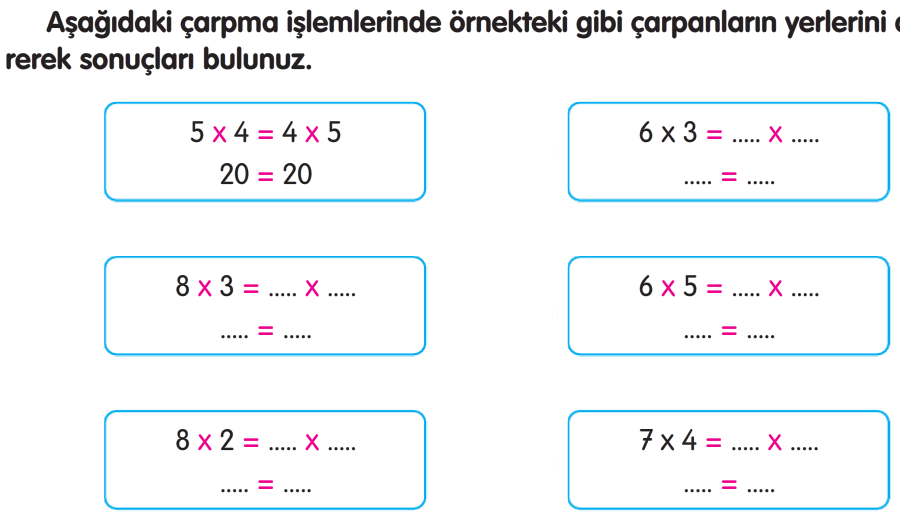 Aşağıdaki çarpma işlemlerinde örnekteki gibi çarpanların yerlerini
rerek sonuçları bulunuz.
5 x 4 = 4 x 5
20 = 20
6 x 3 = ..... x .....
..... = .....
8 x 3 = ..... x .....
..... = .....
6 x 5 = ..... x .....
..... = .....
8 x 2 = ..... x .....
..... = .....
7 x 4 = ..... x .....
..... = .....